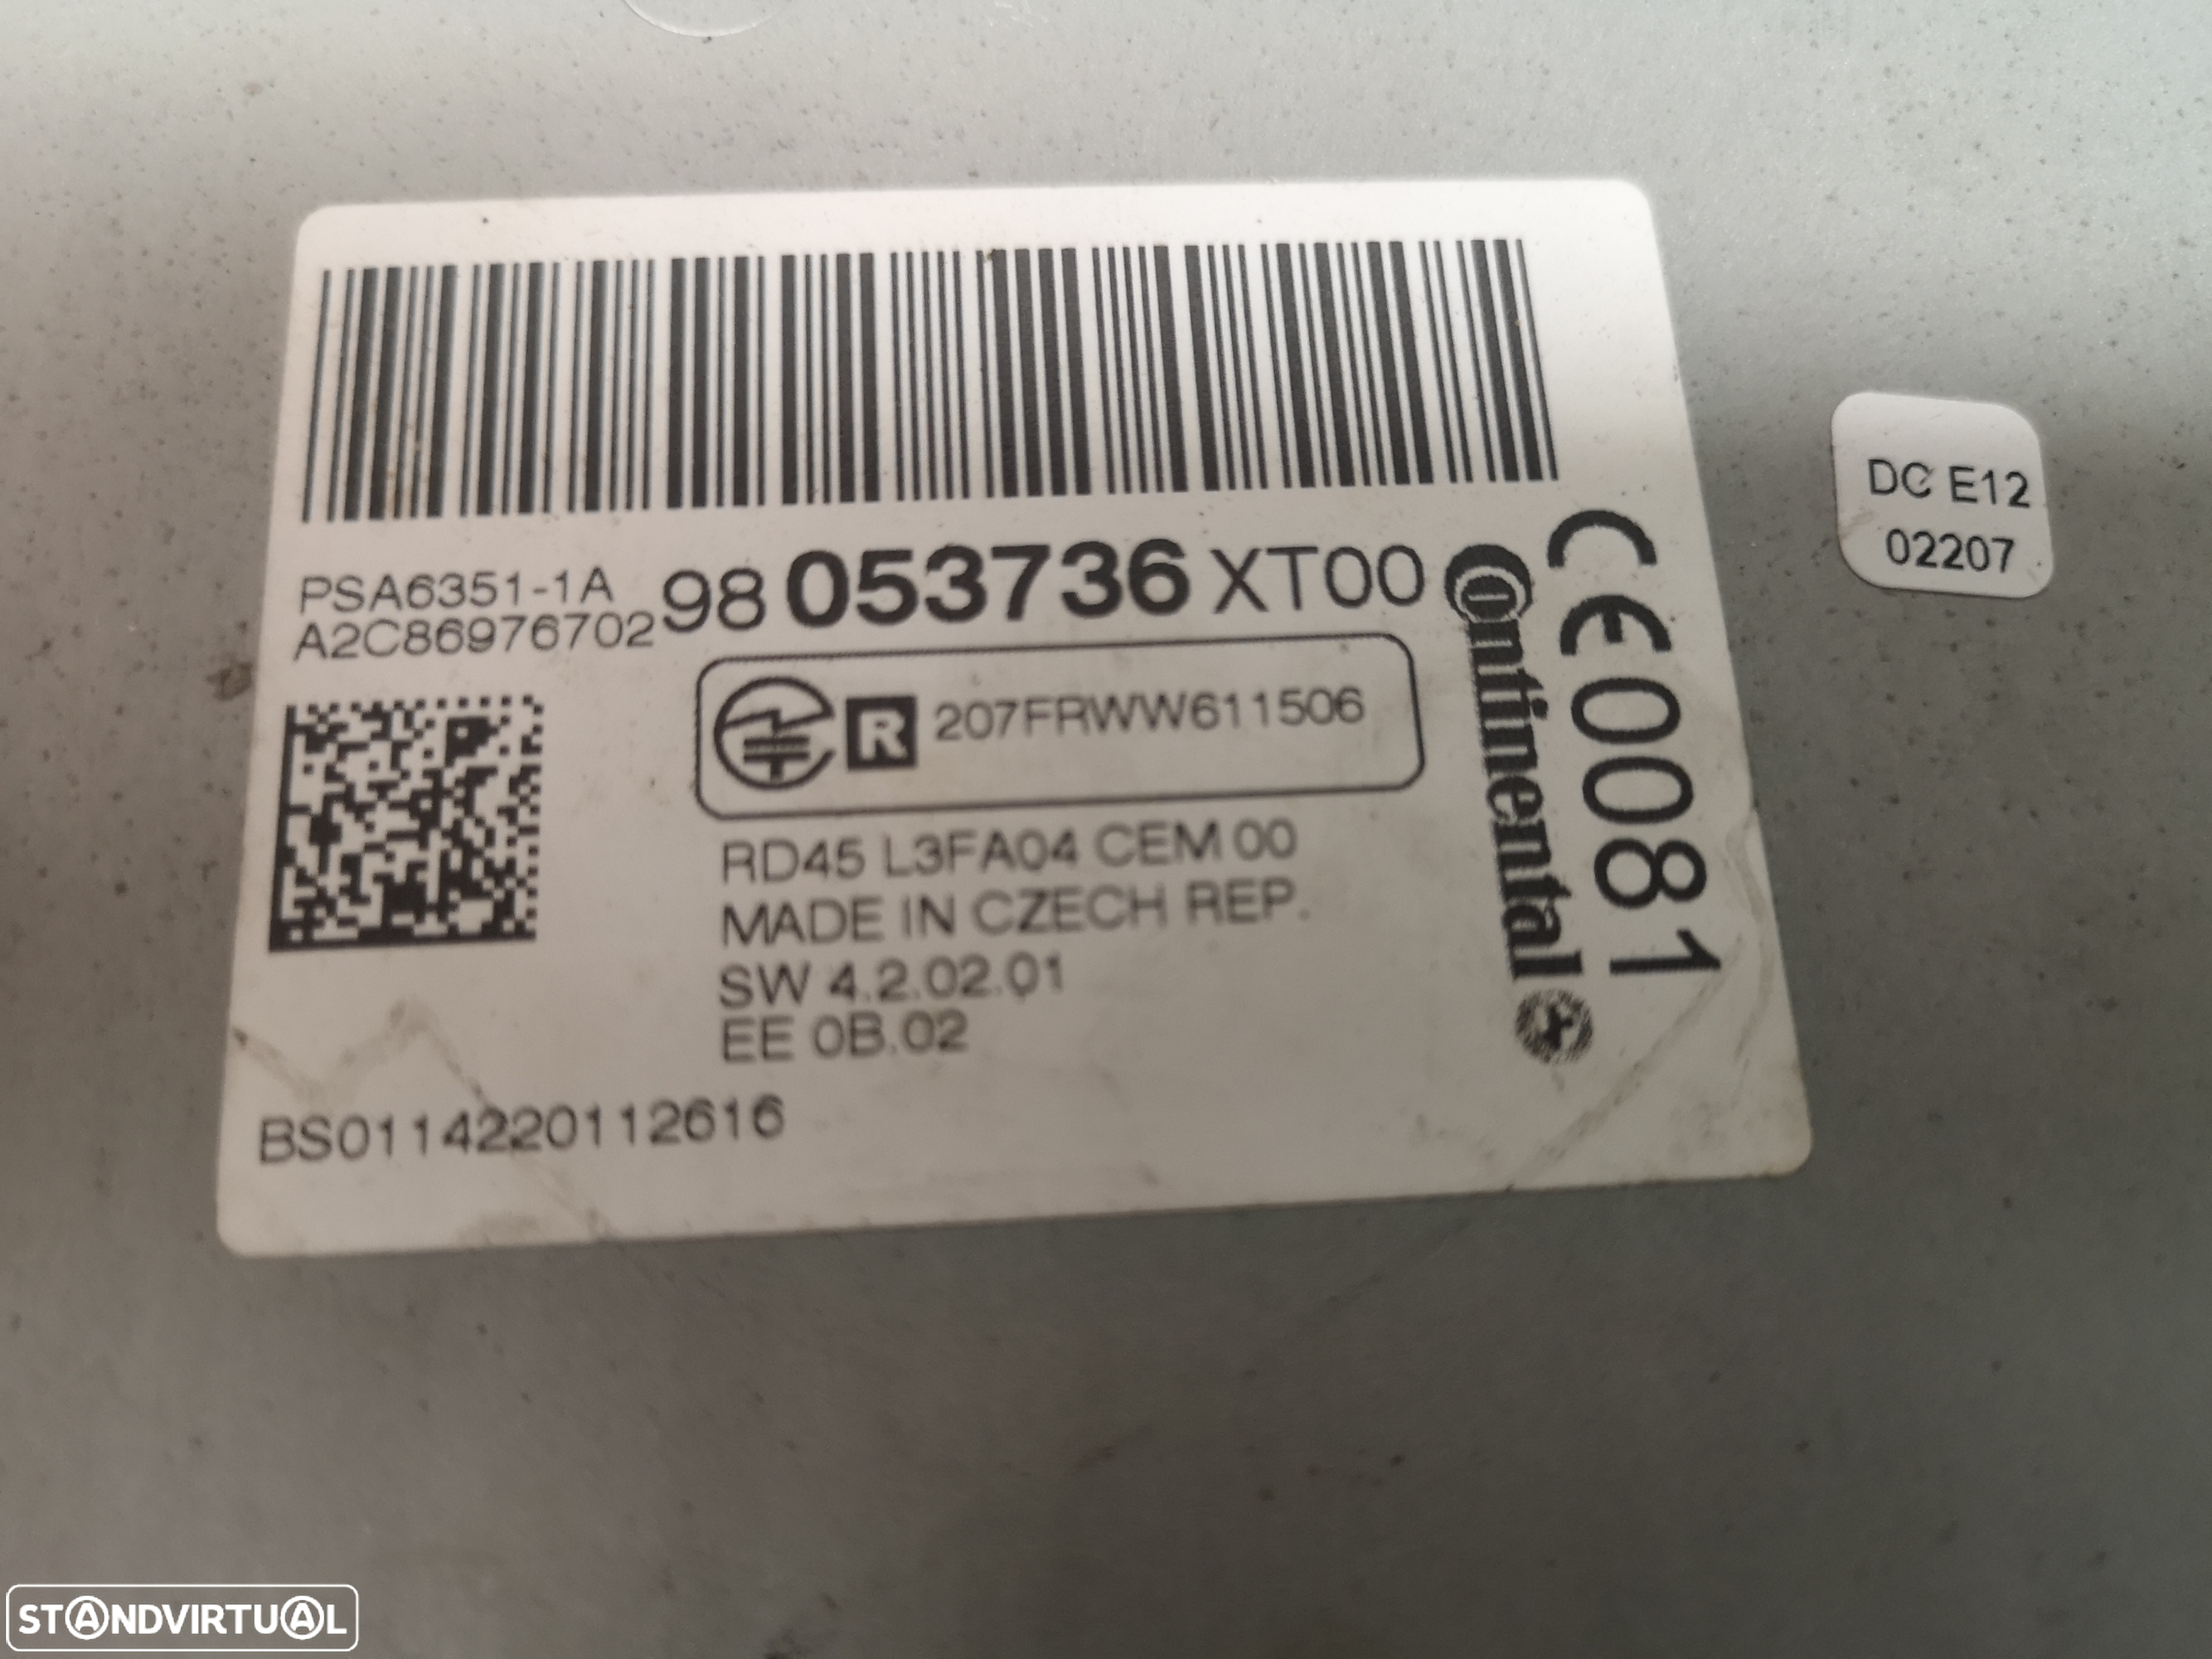 PSA6351-1A
A2C86976702
98 053736 XT00
R 207FRWW611506
RD45 L3FA04 CEM 00
MADE IN CZECH REP.
SW 4.2.02.01
EE 0B.02
BS0114220112616
Continental
CE0081
DC E12
02207
STANDVIRTUAL